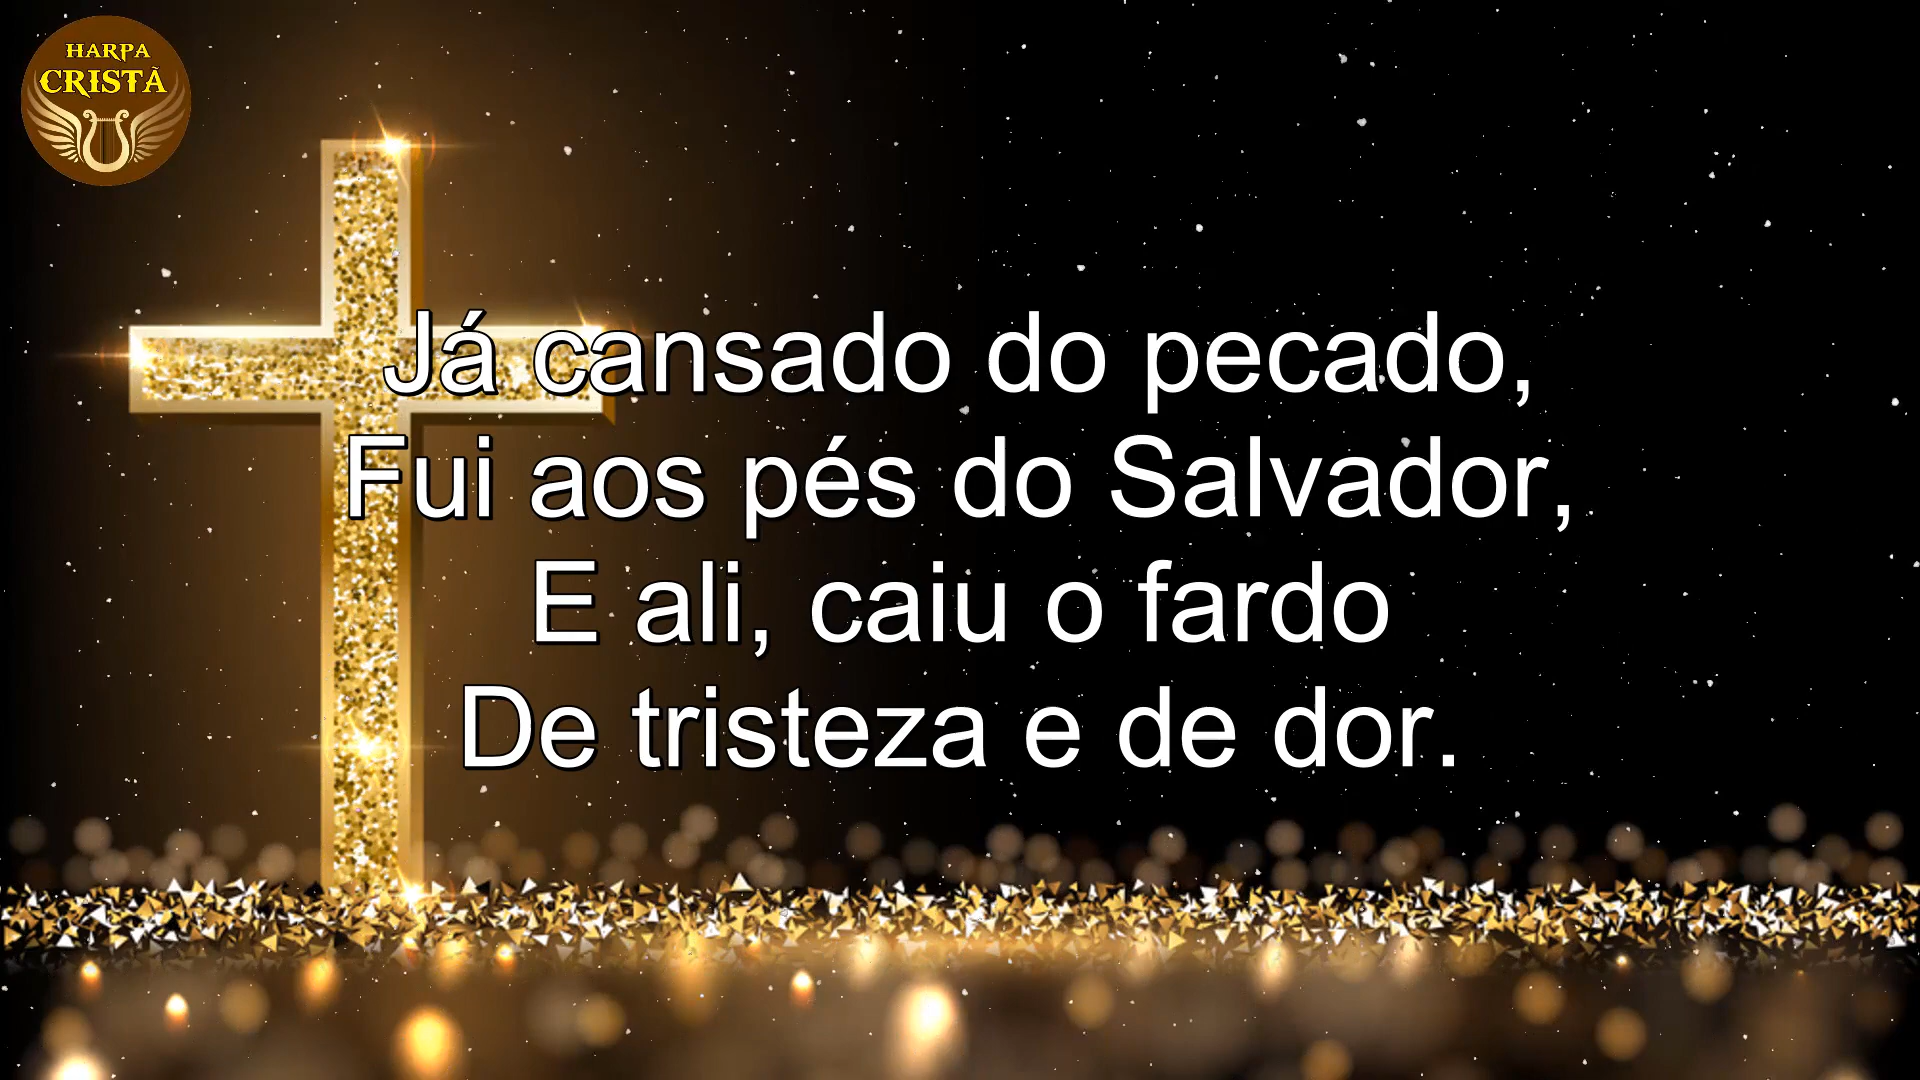 HARPA
CRISTÃ
Já cansado do pecado,
Fui aos pés do Salvador,
E ali, caiu o fardo
De tristeza e de dor.